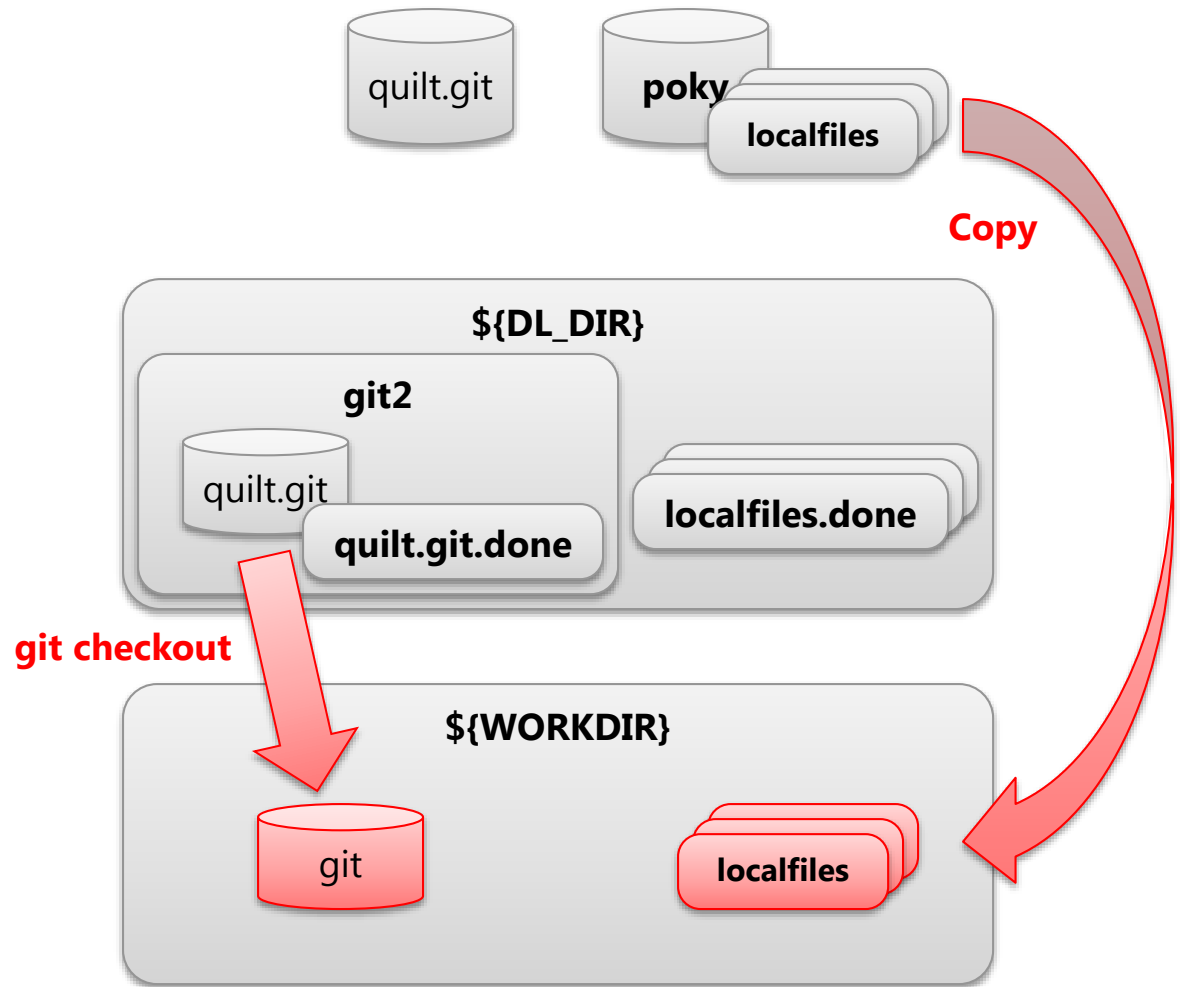 quilt.git
poky
localfiles
Copy
${DL_DIR}
git2
quilt.git
quilt.git.done
localfiles.done
git checkout
${WORKDIR}
git
localfiles